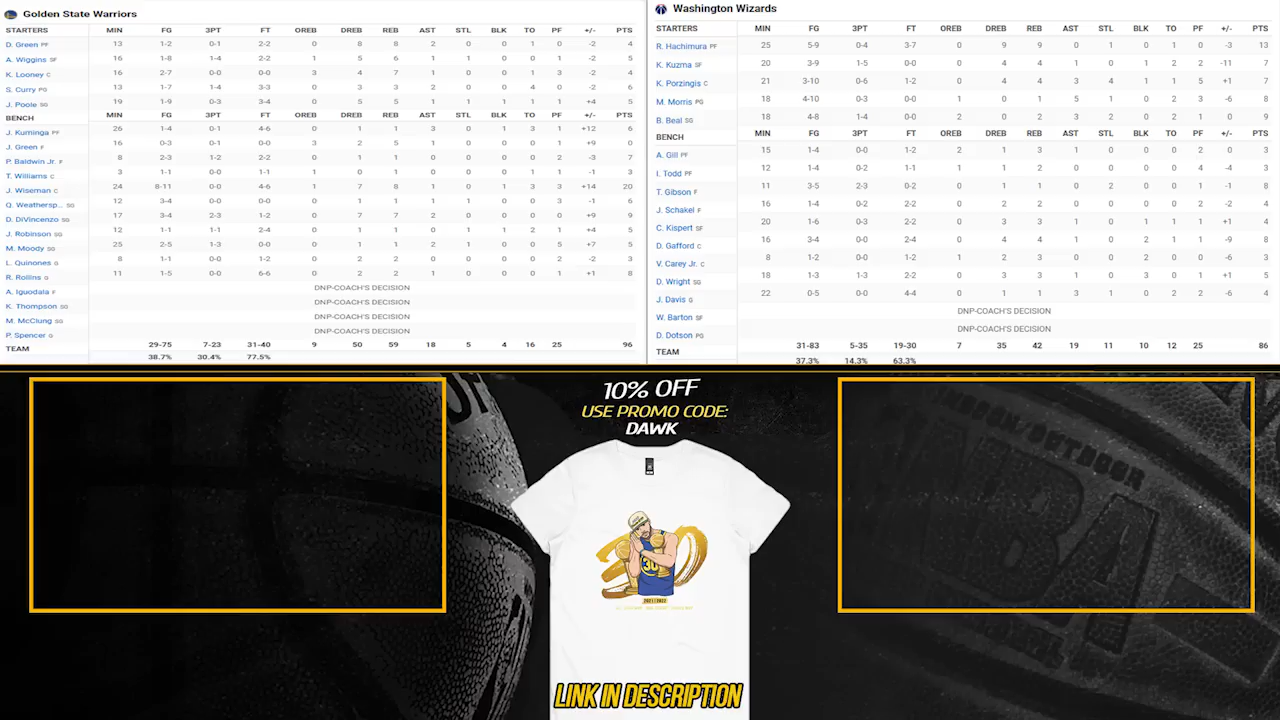 Golden State Warriors
STARTERS MIN FG 3PT FT OREB DREB REB AST STL BLK TO PF +/- PTS
D. Green PF 13 1-2 0-1 2-2 0 8 8 2 0 0 1 0 -2 4
A. Wiggins SF 16 1-8 1-4 2-2 1 5 6 1 0 0 0 1 -2 5
K. Looney C 16 2-7 0-0 0-0 3 4 7 1 0 0 1 3 -2 4
S. Curry PG 13 1-7 1-4 3-3 0 3 3 2 0 0 4 0 -2 6
J. Poole SG 19 1-9 0-3 3-4 0 5 5 1 1 1 1 3 +4 5
BENCH MIN FG 3PT FT OREB DREB REB AST STL BLK TO PF +/- PTS
J. Kuminga PF 26 1-4 0-1 4-6 0 1 1 3 0 1 3 1 +12 6
J. Green F 16 0-3 0-1 0-0 3 2 5 1 0 0 0 1 +9 0
P. Baldwin Jr. F 8 2-3 1-2 2-2 0 1 1 0 0 0 0 3 -3 7
T. Williams C 3 1-1 0-0 1-1 0 1 1 0 0 0 0 1 -1 3
J. Wiseman C 24 8-11 0-0 4-6 1 7 8 1 0 1 3 3 +14 20
Q. Weathersp... SG 12 3-4 0-0 0-0 0 1 1 1 1 0 0 3 -1 6
D. DiVincenzo SG 17 3-4 2-3 1-2 0 7 7 2 0 0 0 0 +9 9
J. Robinson SG 12 1-1 1-1 2-4 0 1 1 1 1 1 2 1 +4 5
M. Moody SG 25 2-5 1-3 0-0 0 1 1 2 1 0 0 5 +7 5
L. Quinones G 8 1-1 1-1 0-0 0 2 2 0 0 0 0 2 -2 3
R. Rollins G 11 1-5 0-0 6-6 0 2 2 1 0 0 1 0 +1 8
A. Iguodala F DNP-COACH'S DECISION
K. Thompson SG DNP-COACH'S DECISION
M. McClung SG DNP-COACH'S DECISION
P. Spencer G DNP-COACH'S DECISION
TEAM 29-75 7-23 31-40 9 50 59 18 5 4 16 25 96
38.7% 30.4% 77.5%
Washington Wizards
STARTERS MIN FG 3PT FT OREB DREB REB AST STL BLK TO PF +/- PTS
R. Hachimura PF 25 5-9 0-4 3-7 0 9 9 0 1 0 1 0 -3 13
K. Kuzma SF 20 3-9 1-5 0-0 0 4 4 1 0 1 2 2 -11 7
K. Porzingis C 21 3-10 0-6 1-2 0 4 4 3 4 1 2 5 +1 7
M. Morris PG 18 4-10 0-3 0-0 1 0 1 5 1 0 2 3 -6 8
B. Beal SG 18 4-8 1-4 0-0 2 0 2 3 2 0 1 1 0 9
BENCH MIN FG 3PT FT OREB DREB REB AST STL BLK TO PF +/- PTS
A. Gill PF 15 1-4 0-0 1-2 2 1 3 1 0 0 0 2 0 3
I. Todd PF 12 1-4 0-2 1-1 1 1 2 0 0 0 0 4 -4 3
T. Gibson F 11 3-5 2-3 0-2 0 1 1 0 2 0 0 1 -1 8
J. Schakel F 16 1-4 0-2 2-2 0 2 2 0 0 0 0 2 -2 4
C. Kispert SF 20 1-6 0-3 2-2 0 3 3 1 0 1 1 1 +1 4
D. Gafford C 16 3-4 0-0 2-4 0 4 4 1 0 2 1 1 -9 8
V. Carey Jr. C 8 1-2 0-0 1-2 1 2 3 0 0 2 0 0 -6 3
D. Wright SG 18 1-3 1-3 2-2 0 3 3 1 0 3 0 1 +1 5
J. Davis G 22 0-5 0-0 4-4 0 1 1 3 1 0 2 2 -6 4
W. Barton SF DNP-COACH'S DECISION
D. Dotson PG DNP-COACH'S DECISION
TEAM 31-83 5-35 19-30 7 35 42 19 11 10 12 25 86
37.3% 14.3% 63.3%
10% OFF
USE PROMO CODE:
DAWK
30
2021 2022
LINK IN DESCRIPTION